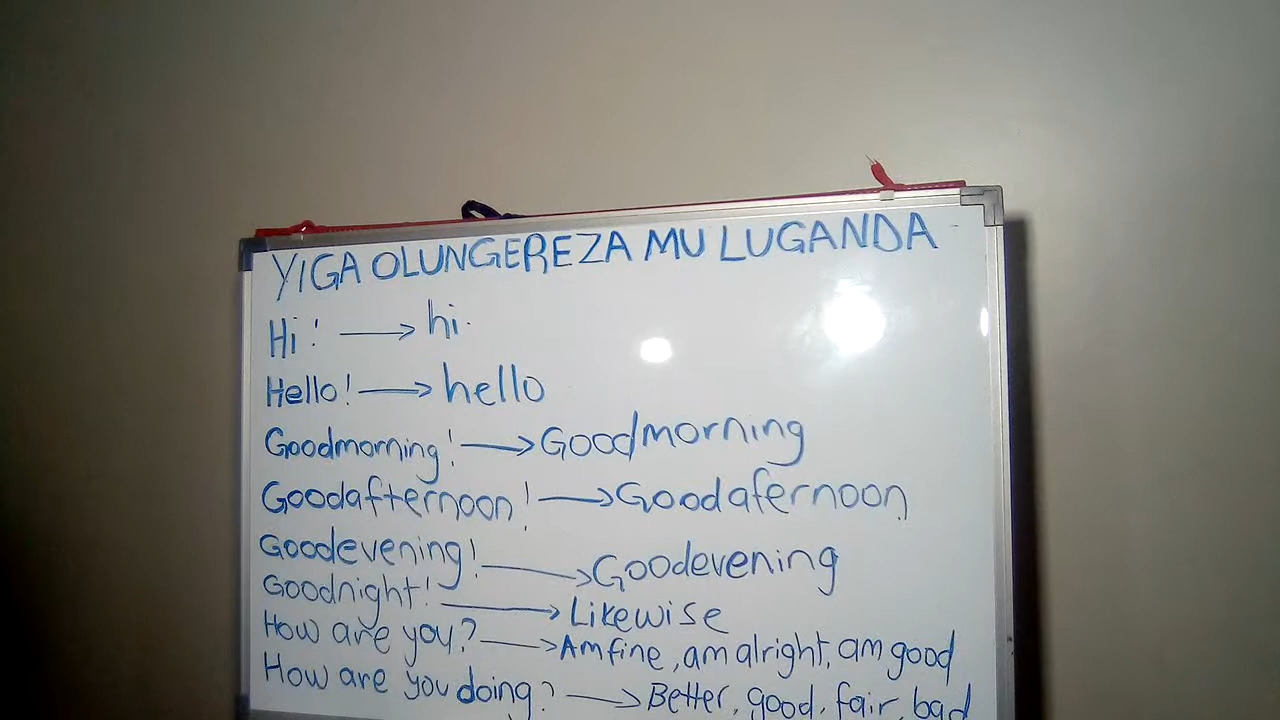 YIGA OLUNGEREZA MU LUGANDA
Hi! → hi.
Hello! → hello
Goodmorning! → Goodmorning
Goodafternoon! → Goodafernoon
Goodevening! → Goodevening
Goodnight! → Likewise
How are you? → Am fine, am alright, am good
How are you doing? → Better, good, fair, bad